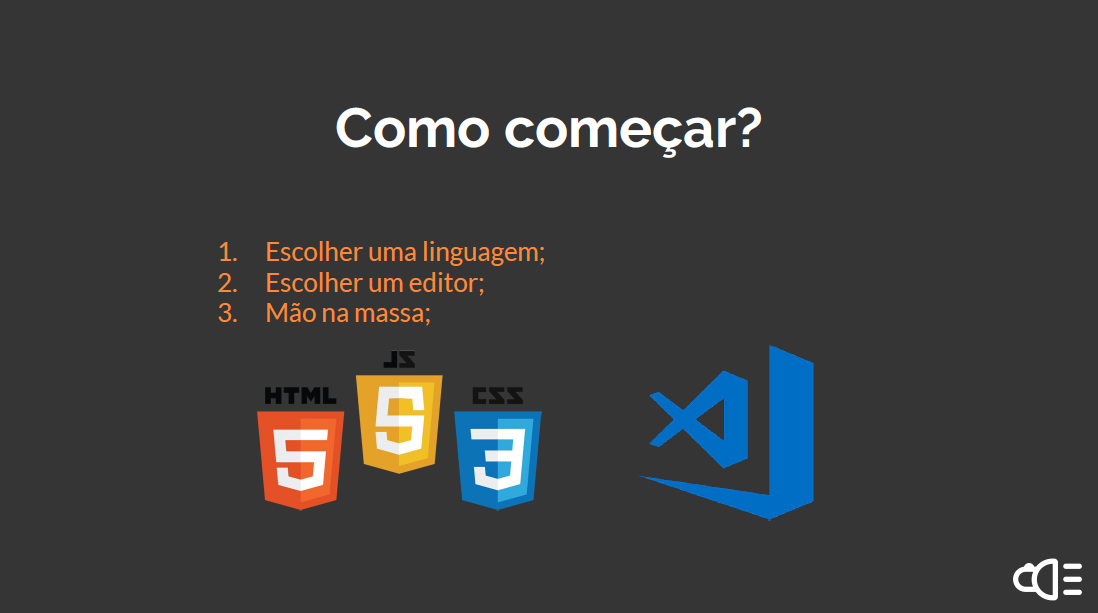 Como começar?
1. Escolher uma linguagem;
2. Escolher um editor;
3. Mão na massa;
JS
HTML
CSS
5
3